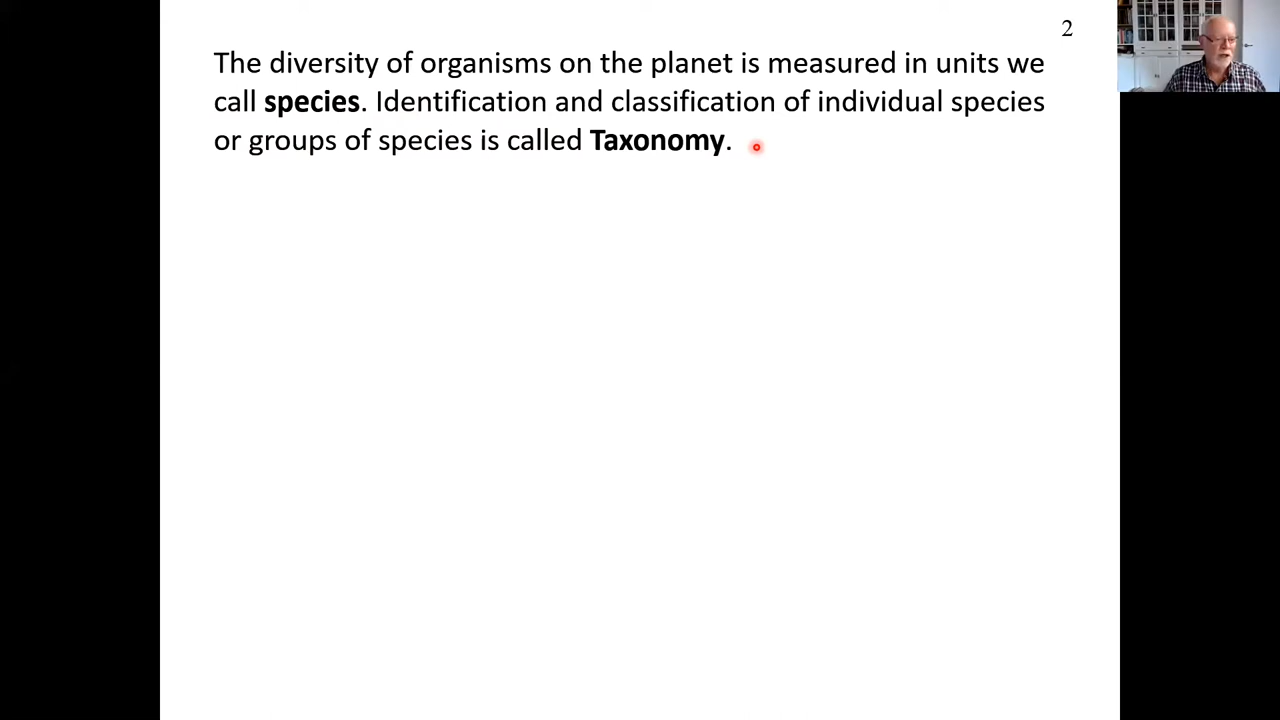 2
The diversity of organisms on the planet is measured in units we
call species. Identification and classification of individual species
or groups of species is called Taxonomy.